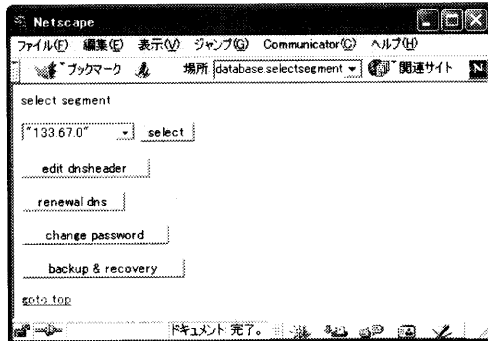 Netscape
ファイル(F) 編集(E) 表示(V) ジャンプ(G) Communicator(C) ヘルプ(H)
ブックマーク 場所 database.selectsegment 関連サイト N
select segment
"133.67.0" select
edit dnsheader
renewal dns
change password
backup & recovery
goto top
ドキュメント:完了。